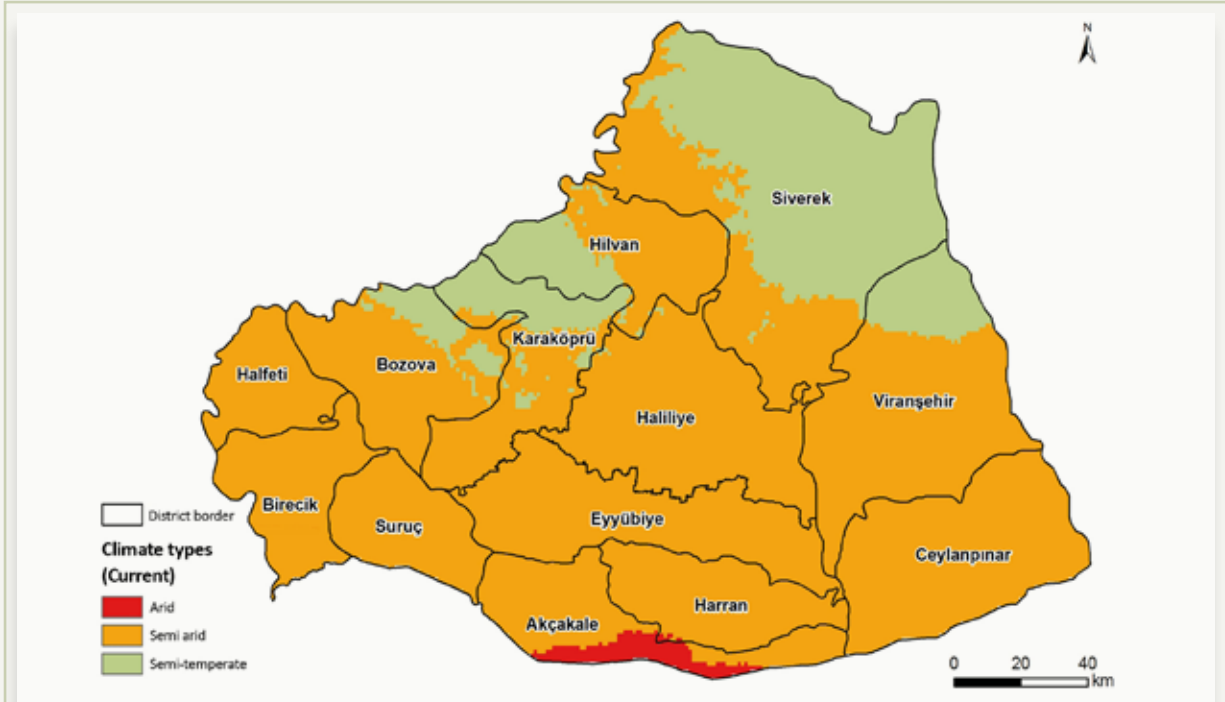 N
Siverek
Hilvan
Karaköprü
Bozova
Halfeti
Viranşehir
Haliliye
Birecik
Suruç
Eyyübiye
Ceylanpınar
Harran
Akçakale
District border
Climate types
(Current)
Arid
Semi arid
Semi-temperate
0 20 40
km